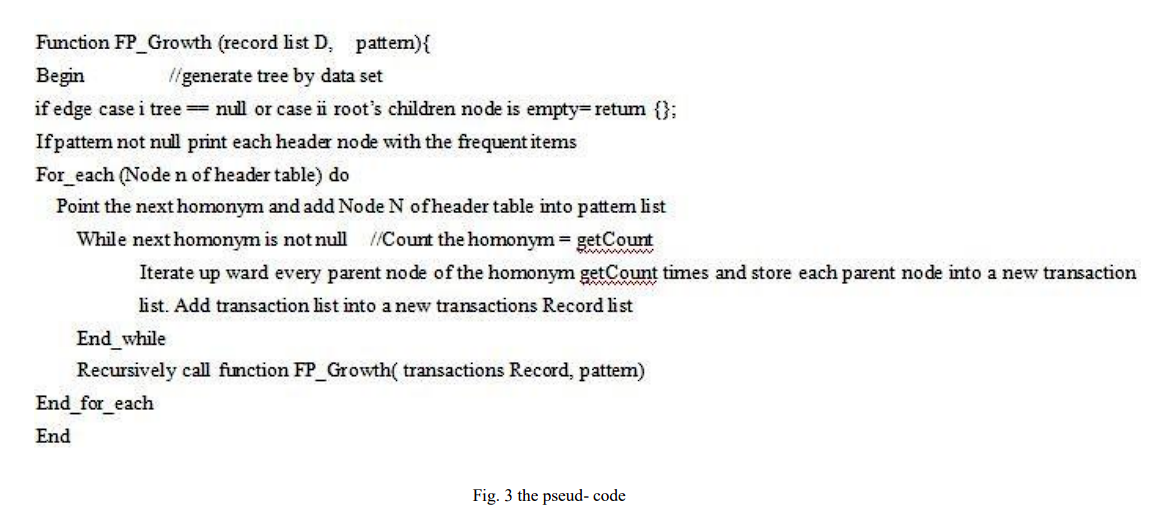 Function FP_Growth (record list D, pattern){
Begin //generate tree by data set
if edge case i tree == null or case ii root's children node is empty= return {};
If pattern not null print each header node with the frequent items
For_each (Node n of header table) do
Point the next homonym and add Node N of header table into pattern list
While next homonym is not null //Count the homonym = getCount
Iterate up ward every parent node of the homonym getCount times and store each parent node into a new transaction
list. Add transaction list into a new transactions Record list
End_while
Recursively call function FP_Growth( transactions Record, pattern)
End_for_each
End
Fig. 3 the pseud- code